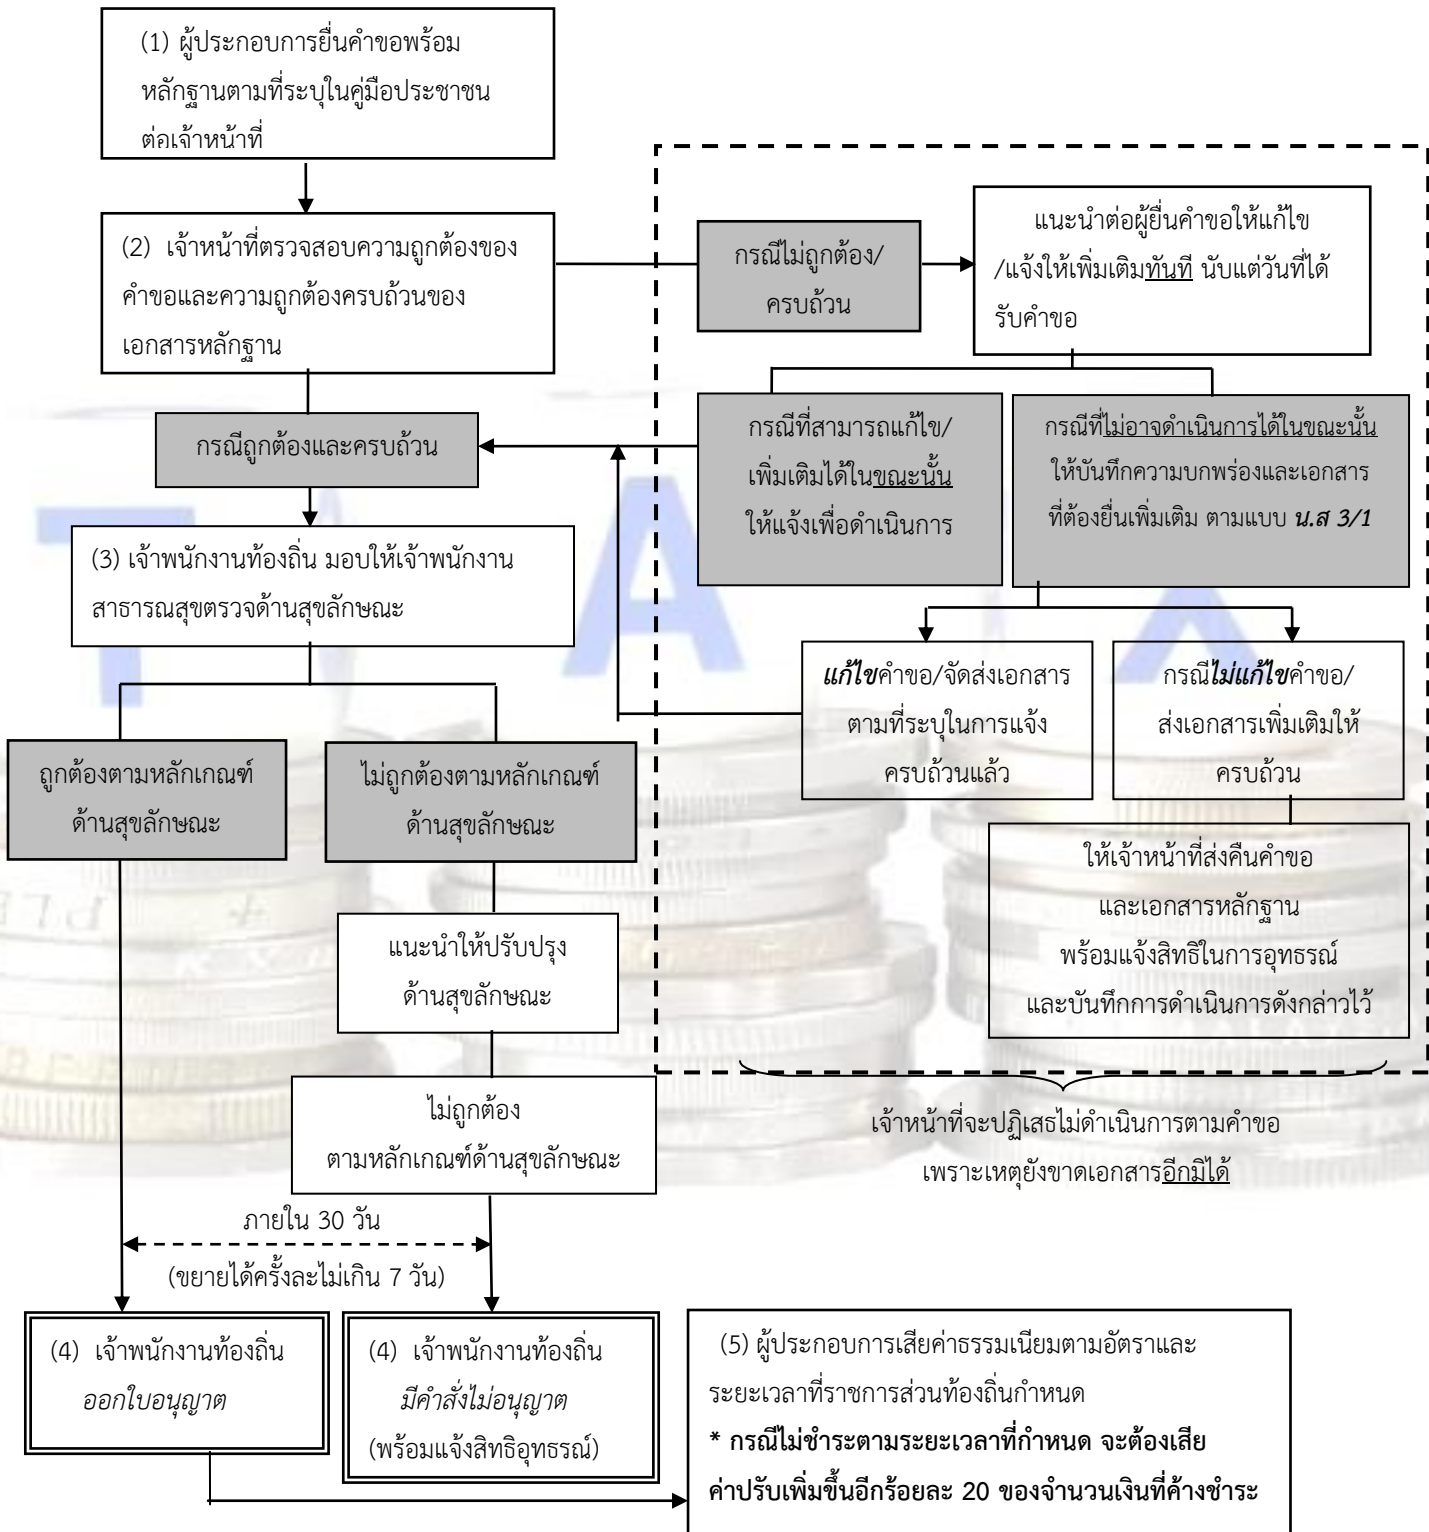 (1) ผู้ประกอบการยื่นคำขอพร้อม
หลักฐานตามที่ระบุในคู่มือประชาชน
ต่อเจ้าหน้าที่
(2) เจ้าหน้าที่ตรวจสอบความถูกต้องของ
คำขอและความถูกต้องครบถ้วนของ
เอกสารหลักฐาน
กรณีไม่ถูกต้อง/
ครบถ้วน
แนะนำต่อผู้ยื่นคำขอให้แก้ไข
/แจ้งให้เพิ่มเติมทันที นับแต่วันที่ได้
รับคำขอ
กรณีถูกต้องและครบถ้วน
กรณีที่สามารถแก้ไข/
เพิ่มเติมได้ในขณะนั้น
ให้แจ้งเพื่อดำเนินการ
กรณีที่ไม่อาจดำเนินการได้ในขณะนั้น
ให้บันทึกความบกพร่องและเอกสาร
ที่ต้องยื่นเพิ่มเติม ตามแบบ น.ส 3/1
(3) เจ้าพนักงานท้องถิ่น มอบให้เจ้าพนักงาน
สาธารณสุขตรวจด้านสุขลักษณะ
แก้ไขคำขอ/จัดส่งเอกสาร
ตามที่ระบุในการแจ้ง
ครบถ้วนแล้ว
กรณีไม่แก้ไขคำขอ/
ส่งเอกสารเพิ่มเติมให้
ครบถ้วน
ถูกต้องตามหลักเกณฑ์
ด้านสุขลักษณะ
ไม่ถูกต้องตามหลักเกณฑ์
ด้านสุขลักษณะ
ให้เจ้าหน้าที่ส่งคืนคำขอ
และเอกสารหลักฐาน
พร้อมแจ้งสิทธิในการอุทธรณ์
และบันทึกการดำเนินการดังกล่าวไว้
แนะนำให้ปรับปรุง
ด้านสุขลักษณะ
ไม่ถูกต้อง
ตามหลักเกณฑ์ด้านสุขลักษณะ
เจ้าหน้าที่จะปฏิเสธไม่ดำเนินการตามคำขอ
เพราะเหตุยังขาดเอกสารอีกมิได้
ภายใน 30 วัน
(ขยายได้ครั้งละไม่เกิน 7 วัน)
(4) เจ้าพนักงานท้องถิ่น
ออกใบอนุญาต
(4) เจ้าพนักงานท้องถิ่น
มีคำสั่งไม่อนุญาต
(พร้อมแจ้งสิทธิอุทธรณ์)
(5) ผู้ประกอบการเสียค่าธรรมเนียมตามอัตราและ
ระยะเวลาที่ราชการส่วนท้องถิ่นกำหนด
* กรณีไม่ชำระตามระยะเวลาที่กำหนด จะต้องเสีย
ค่าปรับเพิ่มขึ้นอีกร้อยละ 20 ของจำนวนเงินที่ค้างชำระ
T A X